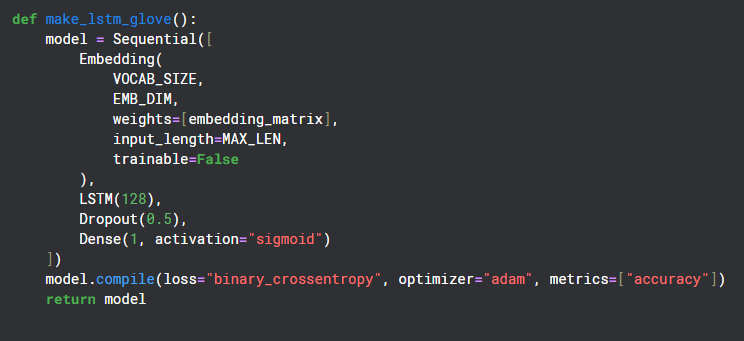 def make_lstm_glove():
    model = Sequential([
        Embedding(
            VOCAB_SIZE,
            EMB_DIM,
            weights=[embedding_matrix],
            input_length=MAX_LEN,
            trainable=False
        ),
        LSTM(128),
        Dropout(0.5),
        Dense(1, activation="sigmoid")
    ])
    model.compile(loss="binary_crossentropy", optimizer="adam", metrics=["accuracy"])
    return model